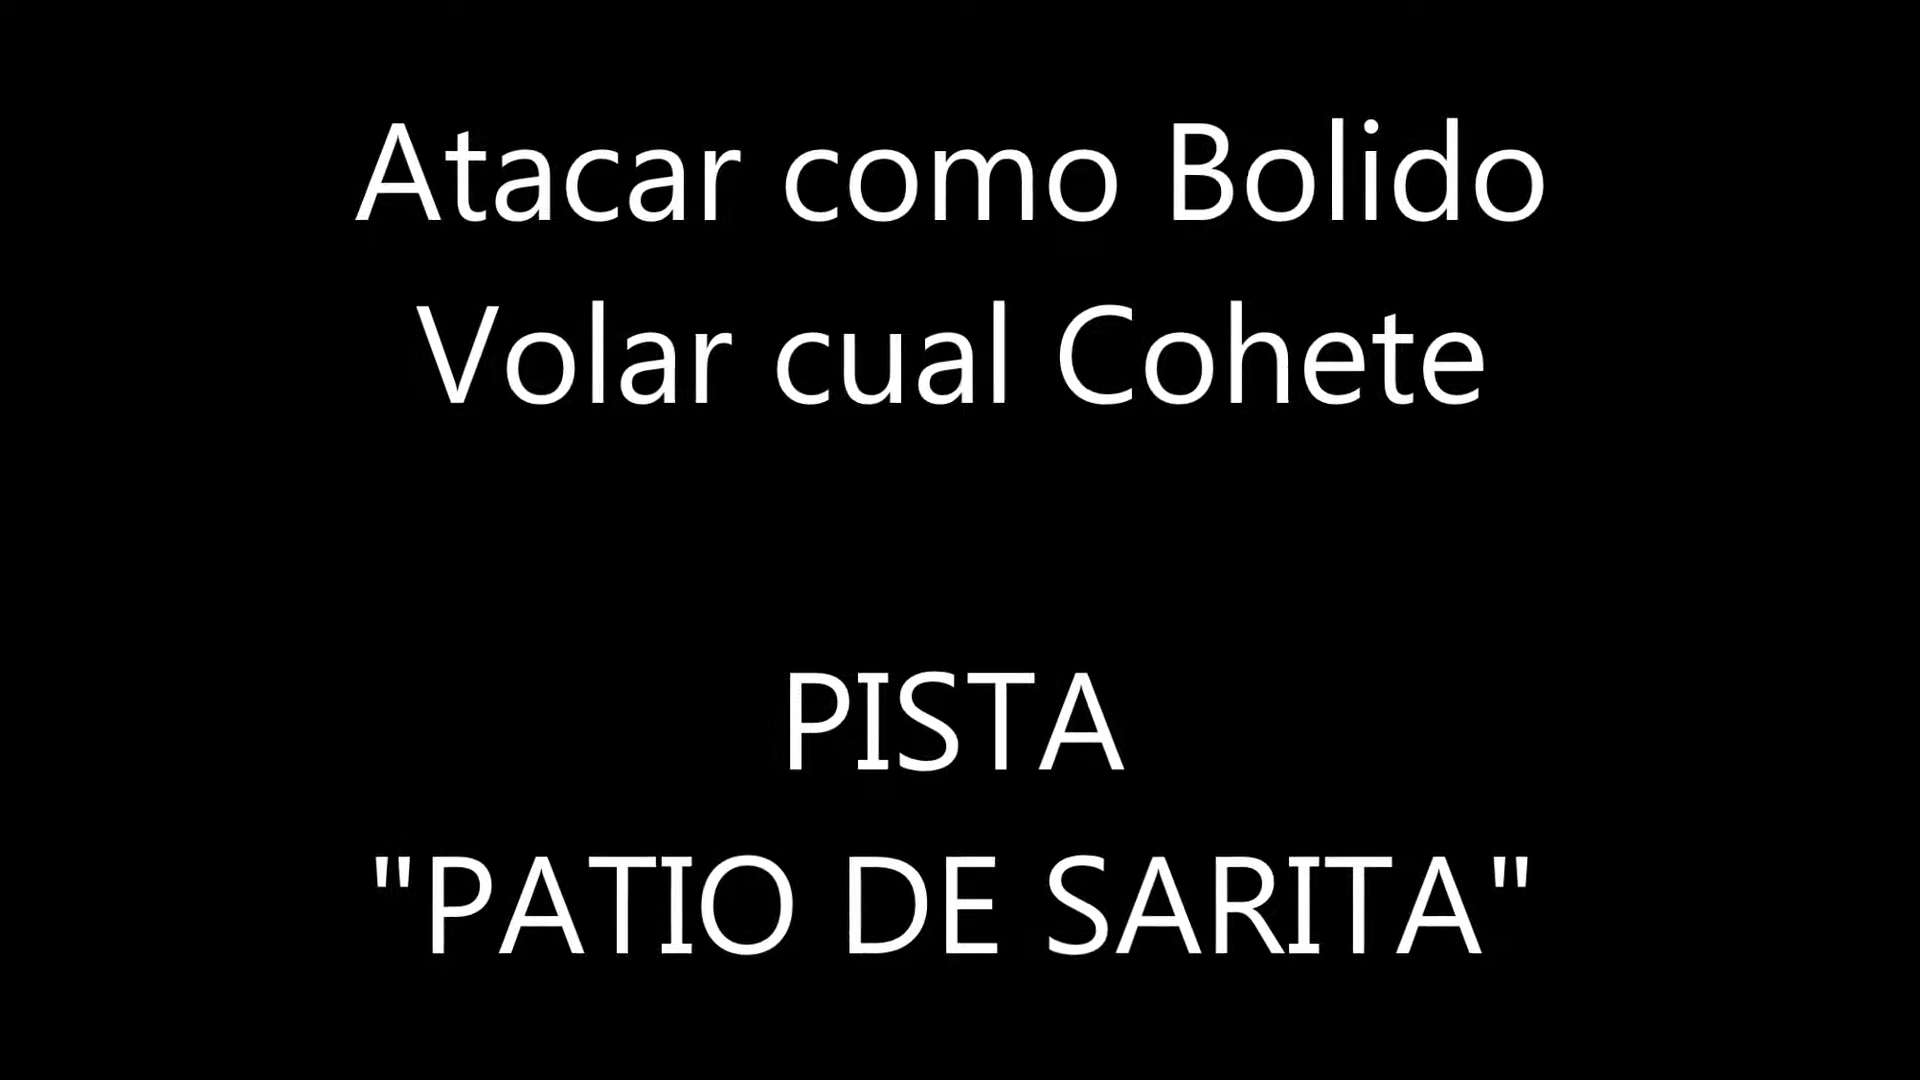 Atacar como Bolido
Volar cual Cohete
PISTA
"PATIO DE SARITA"